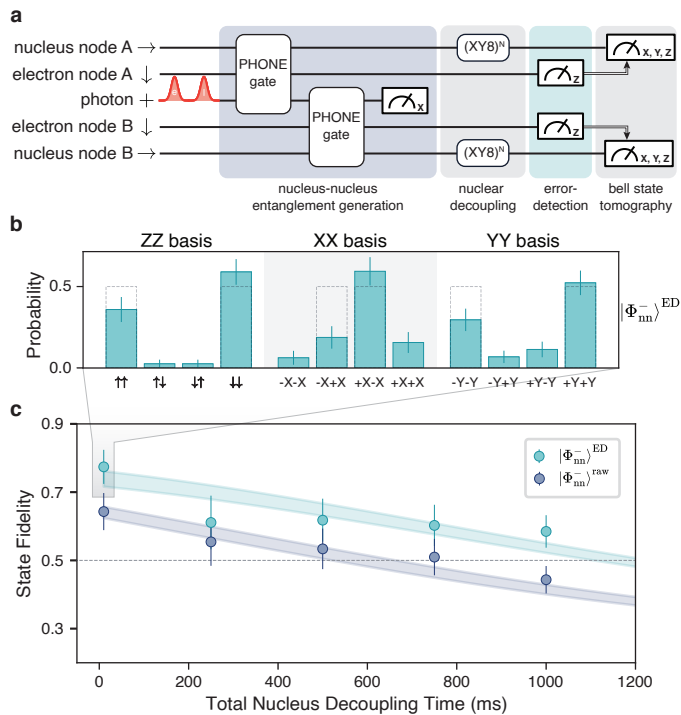 a
nucleus node A →
electron node A ↓
photon +
electron node B ↓
nucleus node B →
PHONE
gate
PHONE
gate
X
(XY8)ᴺ
(XY8)ᴺ
Z
Z
X, Y, Z
X, Y, Z
nucleus-nucleus
entanglement generation
nuclear
decoupling
error-
detection
bell state
tomography
b
ZZ basis XX basis YY basis
Probability
0.5
0.0
⇈ ↑↓ ↓↑ ⇊ -X-X -X+X +X-X +X+X -Y-Y -Y+Y +Y-Y +Y+Y
|Φ⁻nn⟩ᴱᴰ
c
State Fidelity
0.9
0.7
0.5
0.3
|Φ⁻nn⟩ᴱᴰ
|Φ⁻nn⟩ʳᵃʷ
0 200 400 600 800 1000 1200
Total Nucleus Decoupling Time (ms)